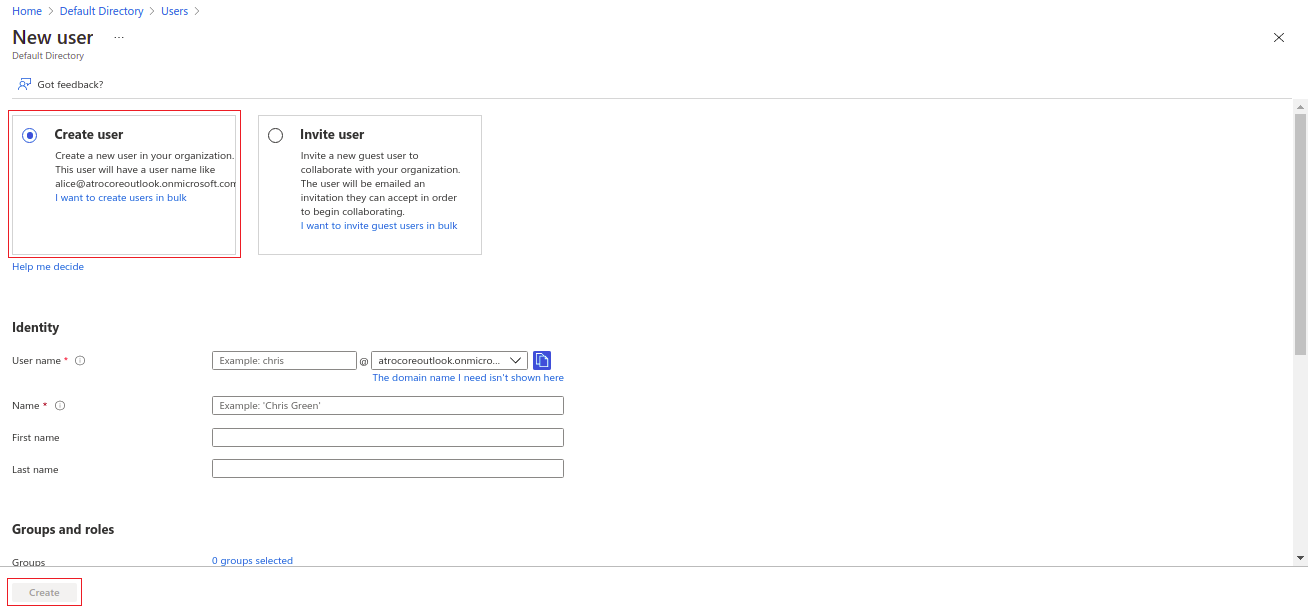 Home > Default Directory > Users >
New user ...
Default Directory
Got feedback?
Create user
Create a new user in your organization.
This user will have a user name like
alice@atrocoreoutlook.onmicrosoft.com
I want to create users in bulk
Invite user
Invite a new guest user to
collaborate with your organization.
The user will be emailed an
invitation they can accept in order
to begin collaborating.
I want to invite guest users in bulk
Help me decide
Identity
User name * Example: chris @ atrocoreoutlook.onmicro...
The domain name I need isn't shown here
Name * Example: 'Chris Green'
First name
Last name
Groups and roles
Groups 0 groups selected
Create